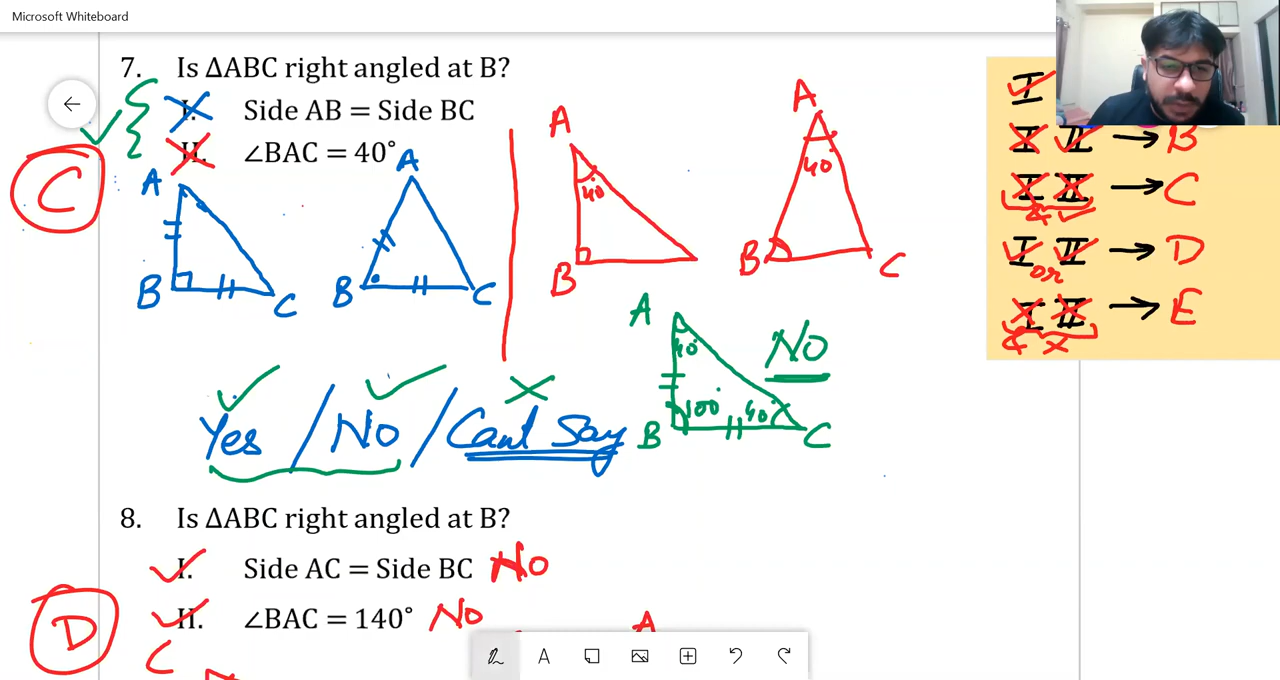 Microsoft Whiteboard
7. Is ΔABC right angled at B?
I. Side AB = Side BC
II. ∠BAC = 40°
C
A
B
C
A
B
C
A
40°
B
A
40°
B
C
A
40°
100°
40°
B
C
No
Yes / No / Cant Say
I
I II → B
I II → C
&
I or II → D
I II → E
&
8. Is ΔABC right angled at B?
I. Side AC = Side BC No
II. ∠BAC = 140° No
D
C
A
A